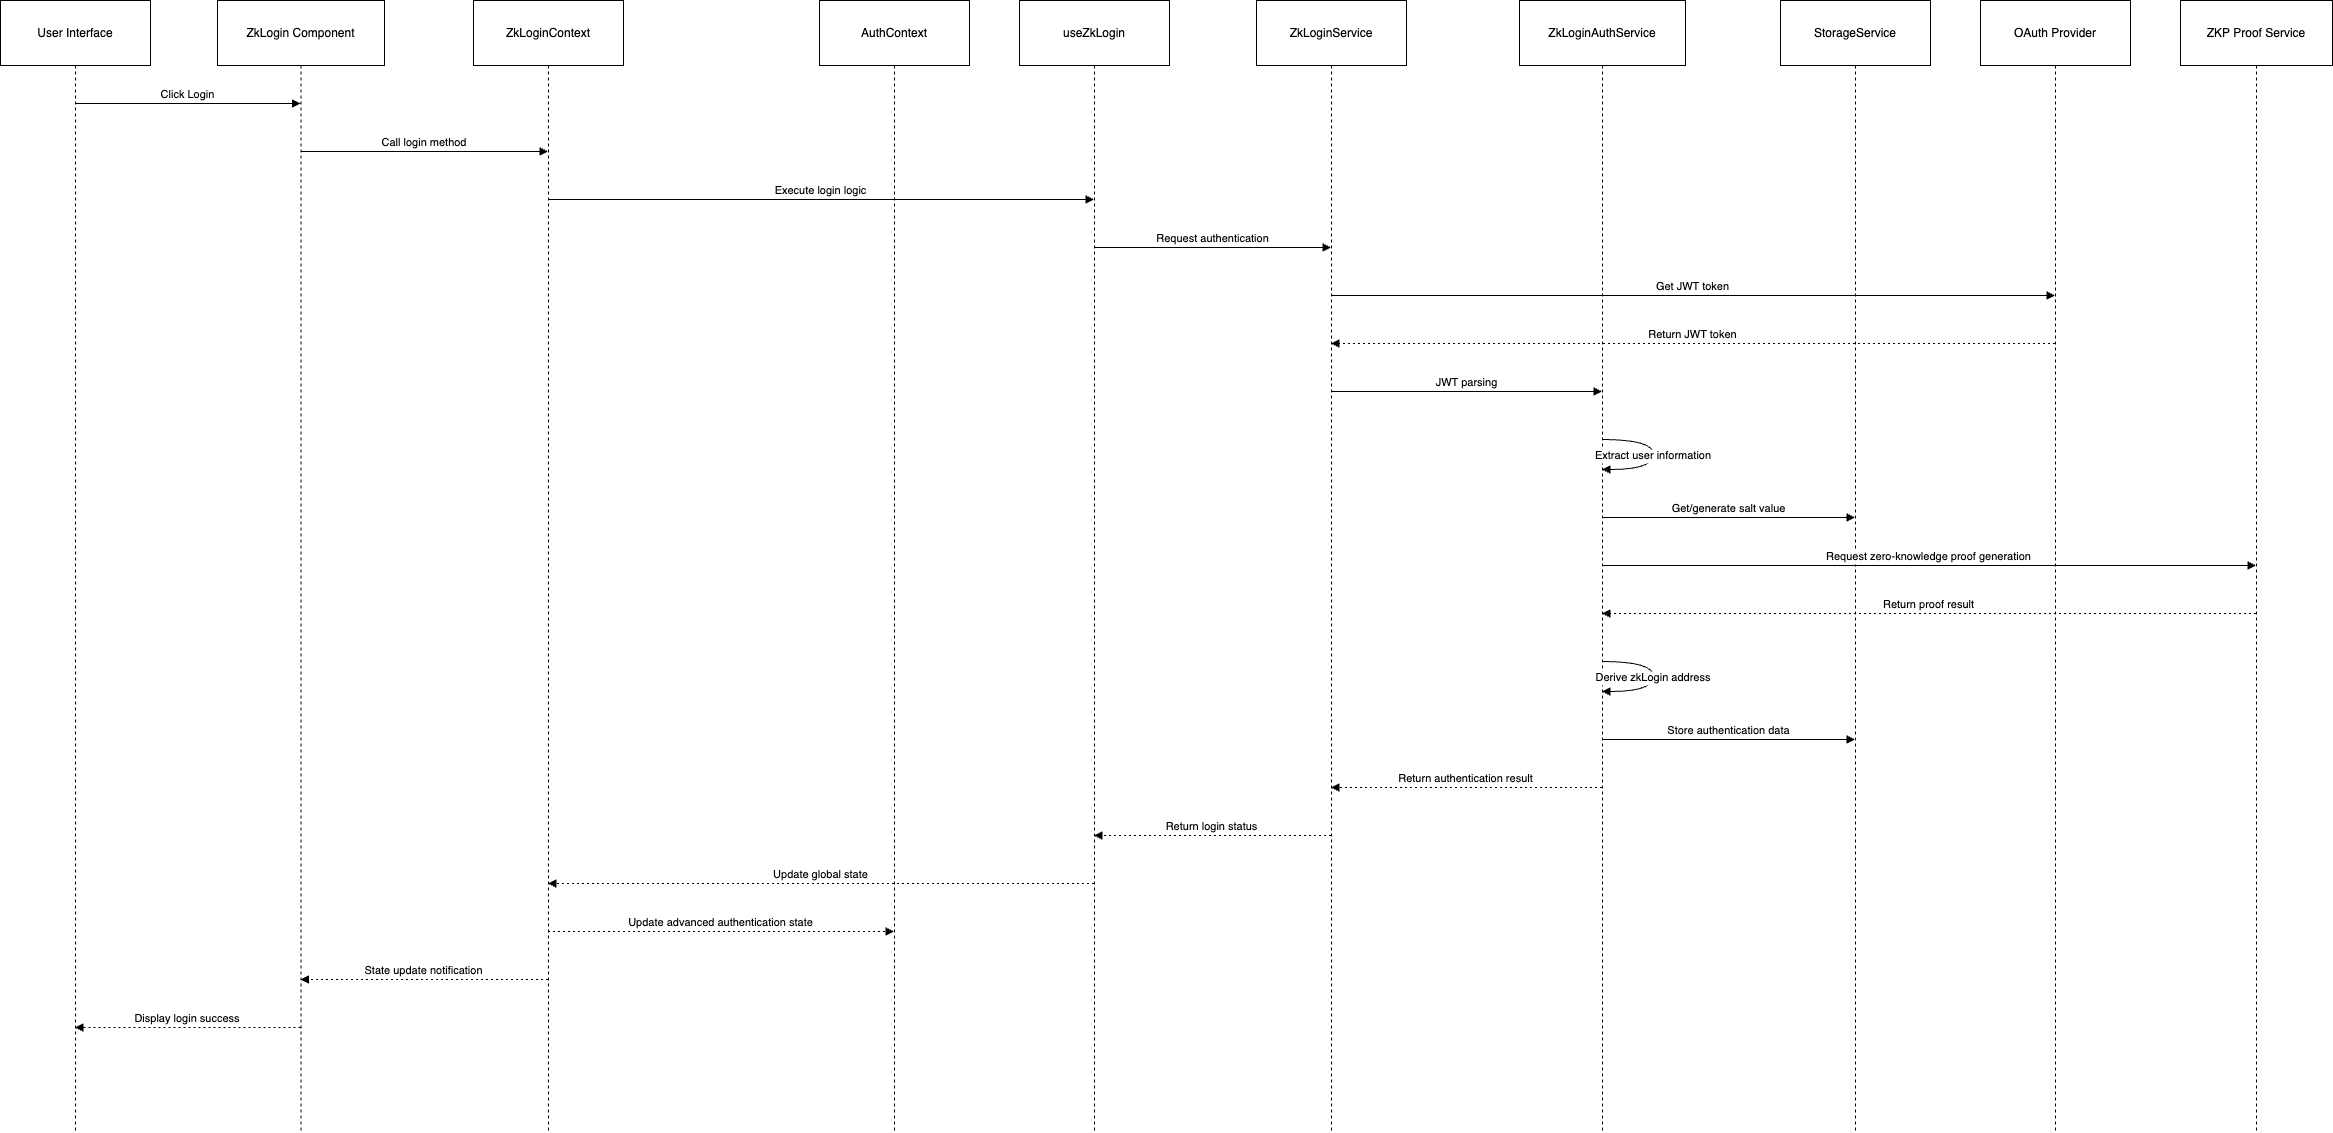 User Interface
ZkLogin Component
ZkLoginContext
AuthContext
useZkLogin
ZkLoginService
ZkLoginAuthService
StorageService
OAuth Provider
ZKP Proof Service
Click Login
Call login method
Execute login logic
Request authentication
Get JWT token
Return JWT token
JWT parsing
Extract user information
Get/generate salt value
Request zero-knowledge proof generation
Return proof result
Derive zkLogin address
Store authentication data
Return authentication result
Return login status
Update global state
Update advanced authentication state
State update notification
Display login success